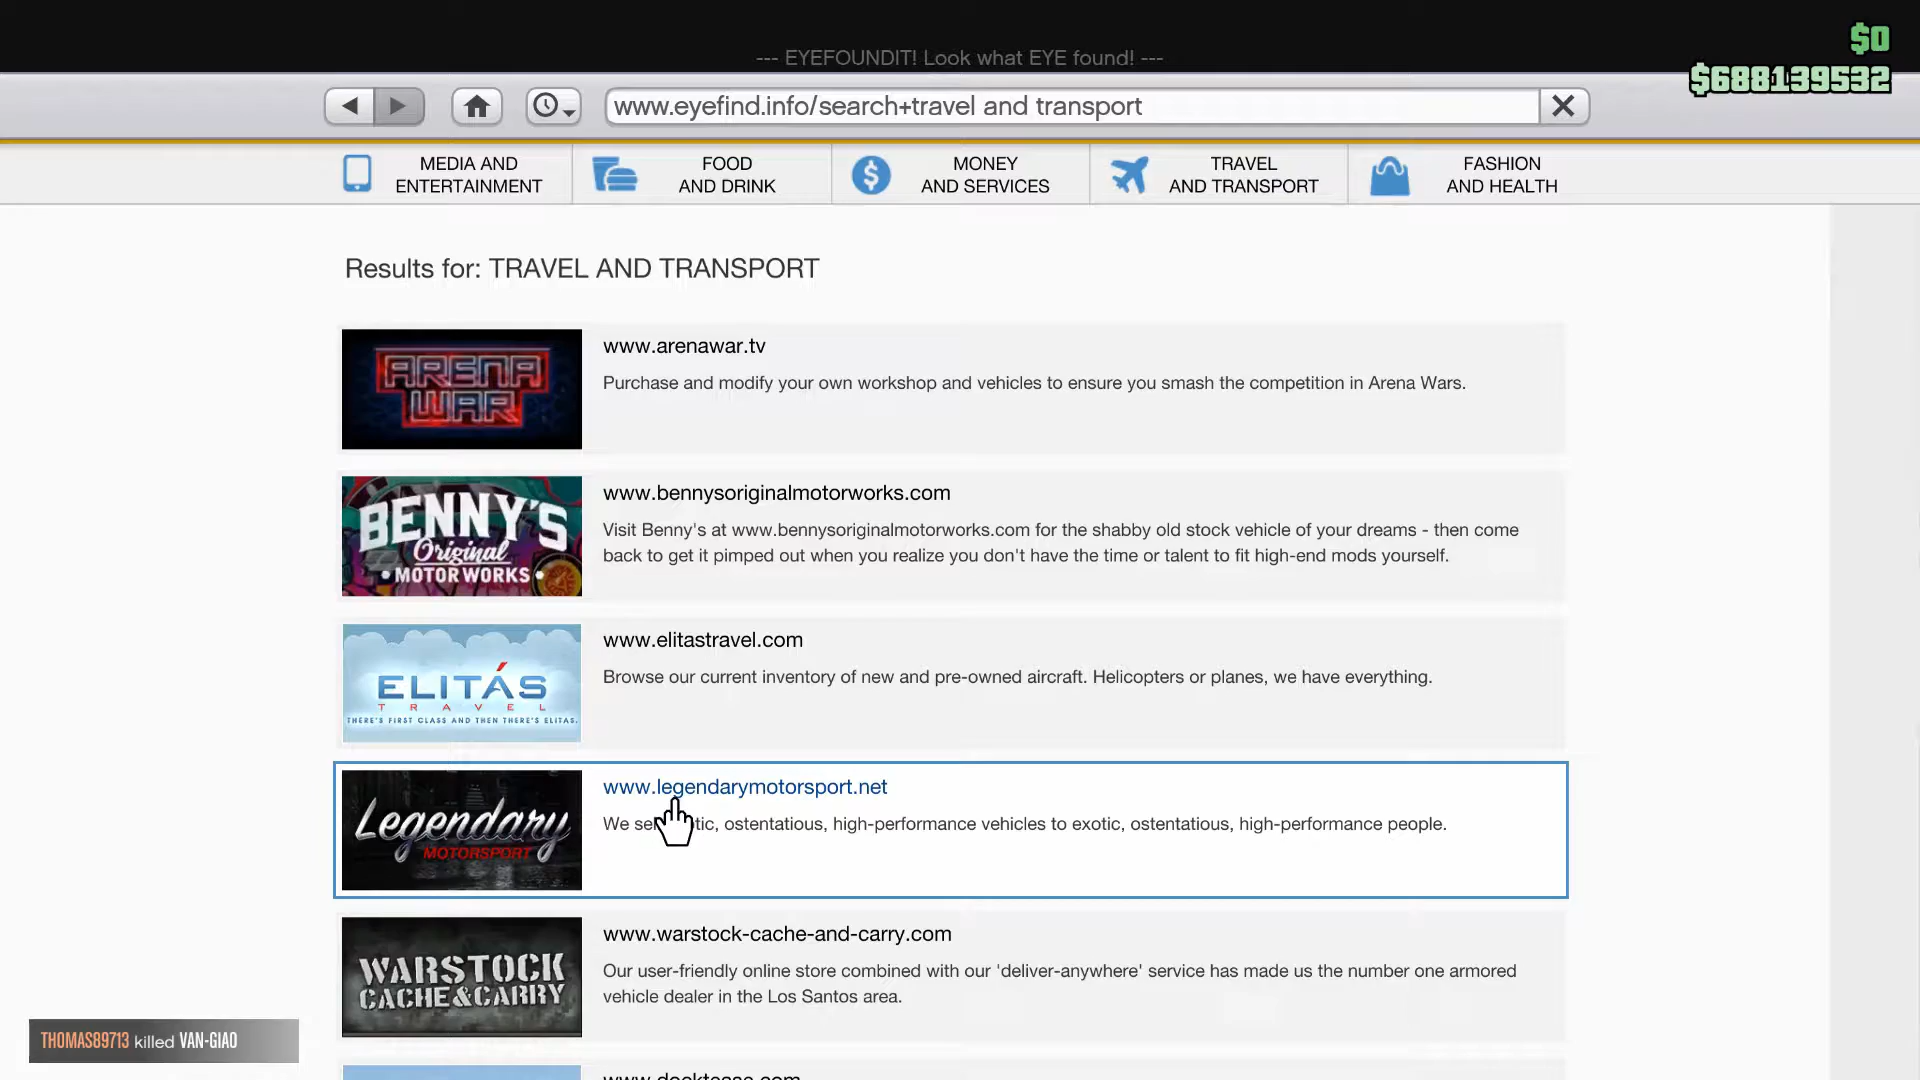 $0
--- EYEFOUNDIT! Look what EYE found! ---
$688139532
www.eyefind.info/search+travel and transport
MEDIA AND
ENTERTAINMENT
FOOD
AND DRINK
MONEY
AND SERVICES
TRAVEL
AND TRANSPORT
FASHION
AND HEALTH
Results for: TRAVEL AND TRANSPORT
ARENA
WAR
www.arenawar.tv
Purchase and modify your own workshop and vehicles to ensure you smash the competition in Arena Wars.
BENNY'S
Original
MOTOR WORKS
www.bennysoriginalmotorworks.com
Visit Benny's at www.bennysoriginalmotorworks.com for the shabby old stock vehicle of your dreams - then come
back to get it pimped out when you realize you don't have the time or talent to fit high-end mods yourself.
ELITÁS
TRAVEL
THERE'S FIRST CLASS AND THEN THERE'S ELITAS.
www.elitastravel.com
Browse our current inventory of new and pre-owned aircraft. Helicopters or planes, we have everything.
Legendary
MOTORSPORT
www.legendarymotorsport.net
We ostentatious, high-performance vehicles to exotic, ostentatious, high-performance people.
WARSTOCK
CACHE&CARRY
www.warstock-cache-and-carry.com
Our user-friendly online store combined with our 'deliver-anywhere' service has made us the number one armored
vehicle dealer in the Los Santos area.
THOMAS89713 killed VAN-GIAO